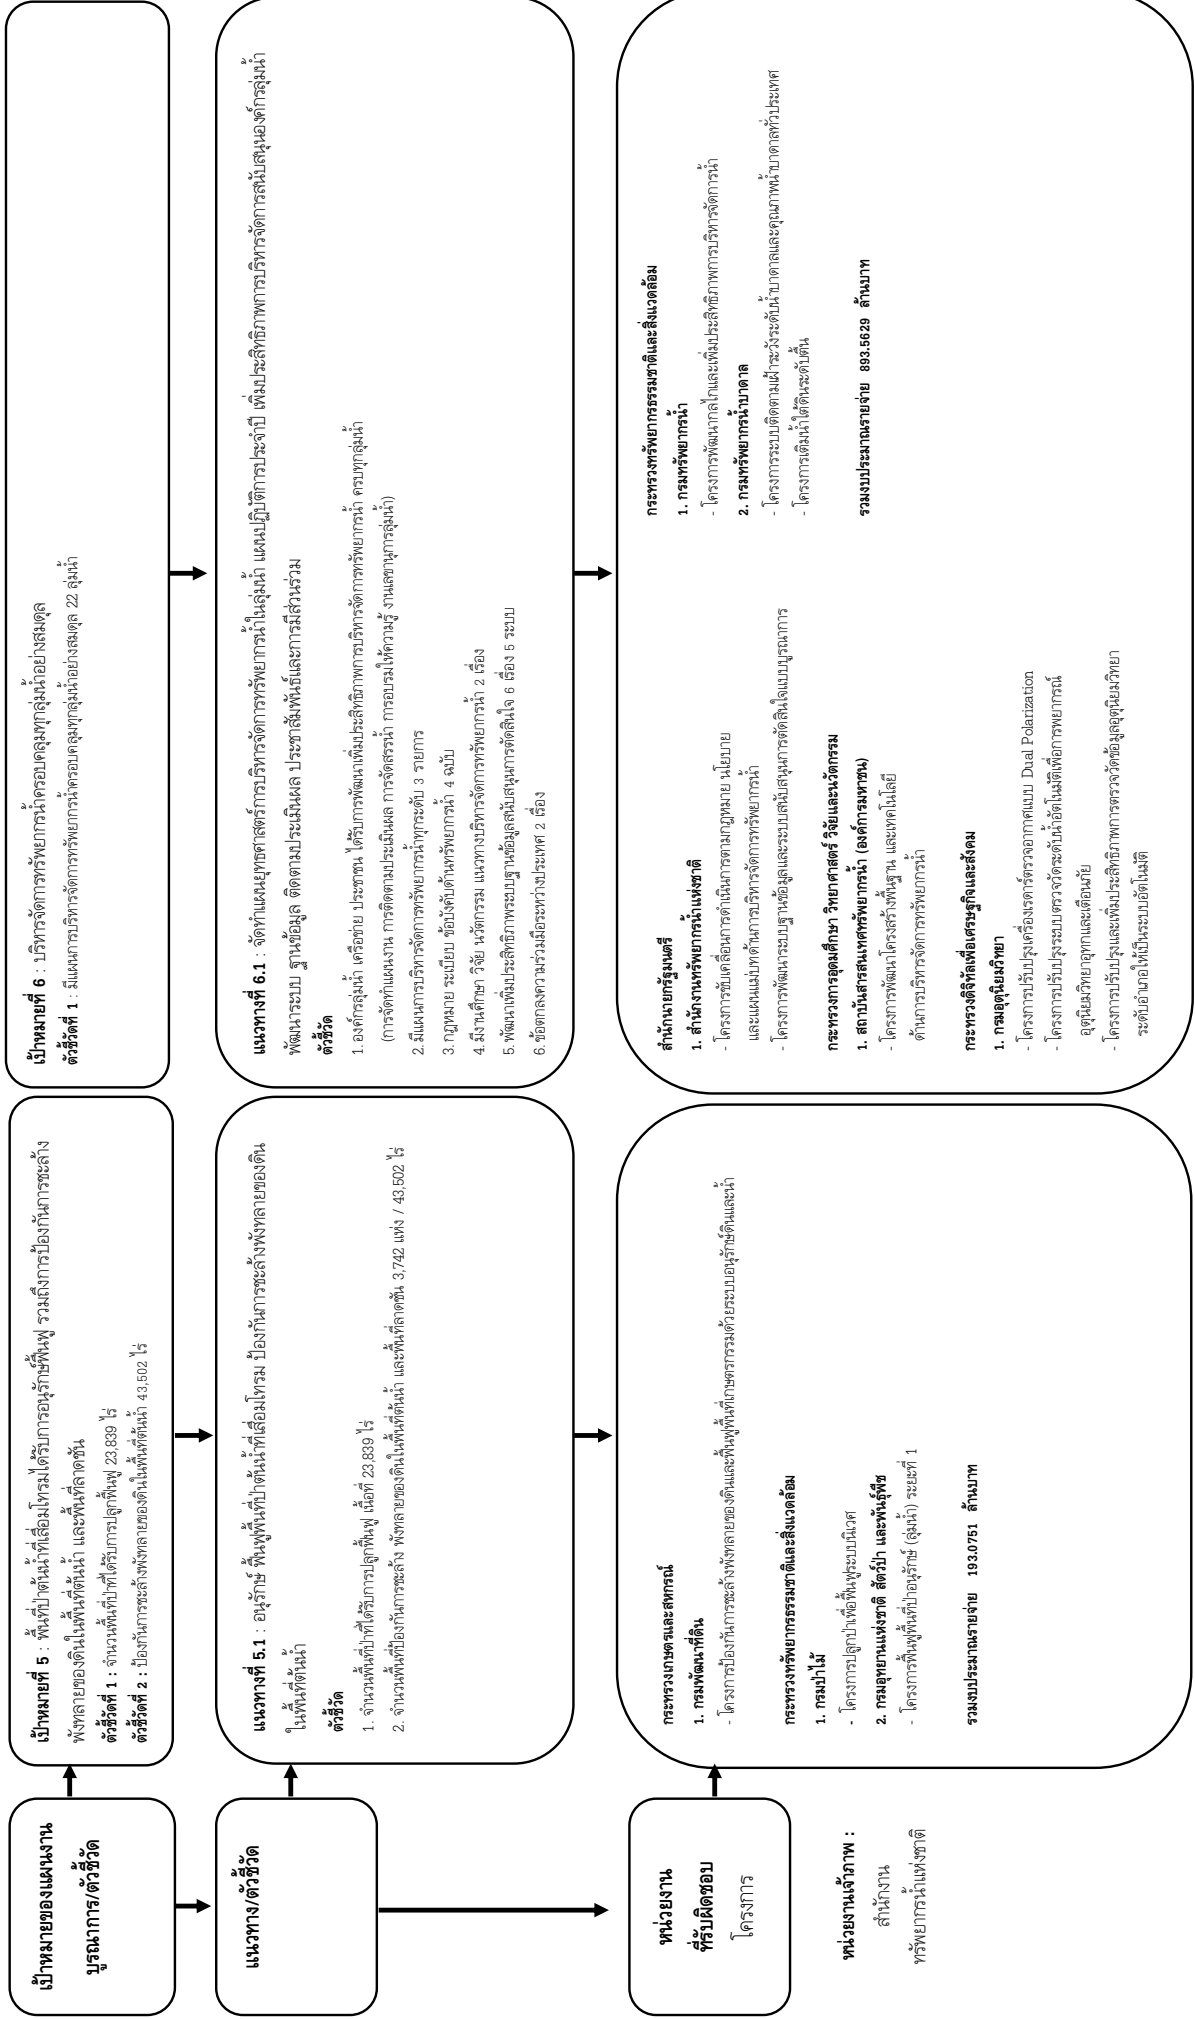 เป้าหมายของแผนงาน
บูรณาการ/ตัวชี้วัด
เป้าหมายที่ 5 : พื้นที่ป่าต้นน้ำที่เสื่อมโทรมได้รับการอนุรักษ์ฟื้นฟู รวมถึงการป้องกันการชะล้าง
พังทลายของดินในพื้นที่ต้นน้ำ และพื้นที่ลาดชัน
ตัวชี้วัดที่ 1 : จำนวนพื้นที่ป่าที่ได้รับการปลูกฟื้นฟู 23,839 ไร่
ตัวชี้วัดที่ 2 : ป้องกันการชะล้างพังทลายของดินในพื้นที่ต้นน้ำ 43,502 ไร่
เป้าหมายที่ 6 : บริหารจัดการทรัพยากรน้ำครอบคลุมทุกลุ่มน้ำอย่างสมดุล
ตัวชี้วัดที่ 1 : มีแผนการบริหารจัดการทรัพยากรน้ำครอบคลุมทุกลุ่มน้ำอย่างสมดุล 22 ลุ่มน้ำ
แนวทาง/ตัวชี้วัด
แนวทางที่ 5.1 : อนุรักษ์ ฟื้นฟูพื้นที่ป่าต้นน้ำที่เสื่อมโทรม ป้องกันการชะล้างพังทลายของดิน
ในพื้นที่ต้นน้ำ
ตัวชี้วัด
1. จำนวนพื้นที่ป่าที่ได้รับการปลูกฟื้นฟู เนื้อที่ 23,839 ไร่
2. จำนวนพื้นที่ป้องกันการชะล้าง พังทลายของดินในพื้นที่ต้นน้ำ และพื้นที่ลาดชัน 3,742 แห่ง / 43,502 ไร่
แนวทางที่ 6.1 : จัดทำแผนยุทธศาสตร์การบริหารจัดการทรัพยากรน้ำในลุ่มน้ำ แผนปฏิบัติการประจำปี เพิ่มประสิทธิภาพการบริหารจัดการสนับสนุนองค์กรลุ่มน้ำ
พัฒนาระบบ ฐานข้อมูล ติดตามประเมินผล ประชาสัมพันธ์และการมีส่วนร่วม
ตัวชี้วัด
1. องค์กรลุ่มน้ำ เครือข่าย ประชาชน ได้รับการพัฒนาเพิ่มประสิทธิภาพการบริหารจัดการทรัพยากรน้ำ ครบทุกลุ่มน้ำ
(การจัดทำแผนงาน การติดตามประเมินผล การจัดสรรน้ำ การอบรมให้ความรู้ งานเลขานุการลุ่มน้ำ)
2. มีแผนการบริหารจัดการทรัพยากรน้ำทุกระดับ 3 รายการ
3. กฎหมาย ระเบียบ ข้อบังคับด้านทรัพยากรน้ำ 4 ฉบับ
4. มีงานศึกษา วิจัย นวัตกรรม แนวทางบริหารจัดการทรัพยากรน้ำ 2 เรื่อง
5. พัฒนาเพิ่มประสิทธิภาพระบบฐานข้อมูลสนับสนุนการตัดสินใจ 6 เรื่อง 5 ระบบ
6. ข้อตกลงความร่วมมือระหว่างประเทศ 2 เรื่อง
หน่วยงาน
ที่รับผิดชอบ
โครงการ
หน่วยงานเจ้าภาพ :
สำนักงาน
ทรัพยากรน้ำแห่งชาติ
กระทรวงเกษตรและสหกรณ์
1. กรมพัฒนาที่ดิน
- โครงการป้องกันการชะล้างพังทลายของดินและฟื้นฟูพื้นที่เกษตรกรรมด้วยระบบอนุรักษ์ดินและน้ำ
กระทรวงทรัพยากรธรรมชาติและสิ่งแวดล้อม
1. กรมป่าไม้
- โครงการปลูกป่าเพื่อฟื้นฟูระบบนิเวศ
2. กรมอุทยานแห่งชาติ สัตว์ป่า และพันธุ์พืช
- โครงการฟื้นฟูพื้นที่ป่าอนุรักษ์ (ลุ่มน้ำ) ระยะที่ 1
รวมงบประมาณรายจ่าย 193.0751 ล้านบาท
สำนักนายกรัฐมนตรี
1. สำนักงานทรัพยากรน้ำแห่งชาติ
- โครงการขับเคลื่อนการดำเนินการตามกฎหมาย นโยบาย
และแผนแม่บทด้านการบริหารจัดการทรัพยากรน้ำ
- โครงการพัฒนาระบบฐานข้อมูลและระบบสนับสนุนการตัดสินใจแบบบูรณาการ
กระทรวงการอุดมศึกษา วิทยาศาสตร์ วิจัยและนวัตกรรม
1. สถาบันสารสนเทศทรัพยากรน้ำ (องค์การมหาชน)
- โครงการพัฒนาโครงสร้างพื้นฐาน และเทคโนโลยี
ด้านการบริหารจัดการทรัพยากรน้ำ
กระทรวงดิจิทัลเพื่อเศรษฐกิจและสังคม
1. กรมอุตุนิยมวิทยา
- โครงการปรับปรุงเครื่องเรดาร์ตรวจอากาศแบบ Dual Polarization
- โครงการปรับปรุงระบบตรวจวัดระดับน้ำอัตโนมัติเพื่อการพยากรณ์
อุตุนิยมวิทยาอุทกและเตือนภัย
- โครงการปรับปรุงและเพิ่มประสิทธิภาพการตรวจวัดข้อมูลอุตุนิยมวิทยา
ระดับอำเภอให้เป็นระบบอัตโนมัติ
กระทรวงทรัพยากรธรรมชาติและสิ่งแวดล้อม
1. กรมทรัพยากรน้ำ
- โครงการพัฒนากลไกและเพิ่มประสิทธิภาพการบริหารจัดการน้ำ
2. กรมทรัพยากรน้ำบาดาล
- โครงการระบบติดตามเฝ้าระวังระดับน้ำบาดาลและคุณภาพน้ำบาดาลทั่วประเทศ
- โครงการเติมน้ำใต้ดินระดับตื้น
รวมงบประมาณรายจ่าย 893.5629 ล้านบาท